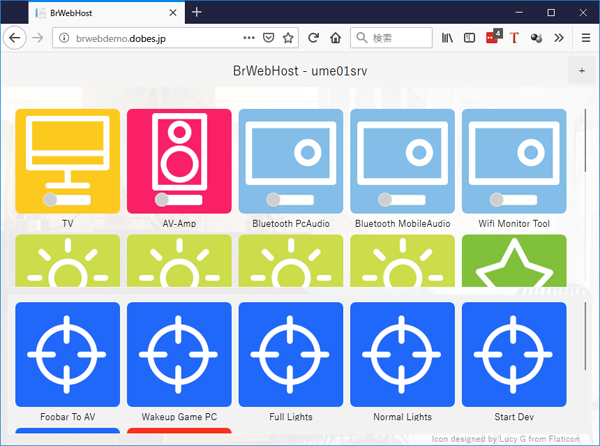 BrWebHost
brwebdemo.dobes.jp
検索
4
T
BrWebHost - ume01srv
+
TV
AV-Amp
Bluetooth PcAudio
Bluetooth MobileAudio
Wifi Monitor Tool
Foobar To AV
Wakeup Game PC
Full Lights
Normal Lights
Start Dev
Icon designed by Lucy G from Flaticon